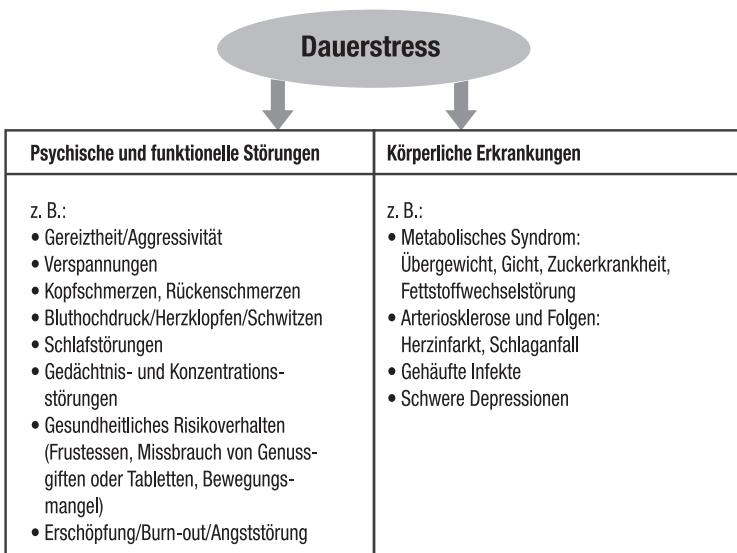 Dauerstress
Psychische und funktionelle Störungen
z. B.:
• Gereiztheit/Aggressivität
• Verspannungen
• Kopfschmerzen, Rückenschmerzen
• Bluthochdruck/Herzklopfen/Schwitzen
• Schlafstörungen
• Gedächtnis- und Konzentrations-
störungen
• Gesundheitliches Risikoverhalten
(Frustessen, Missbrauch von Genuss-
giften oder Tabletten, Bewegungs-
mangel)
• Erschöpfung/Burn-out/Angststörung
Körperliche Erkrankungen
z. B.:
• Metabolisches Syndrom:
Übergewicht, Gicht, Zuckerkrankheit,
Fettstoffwechselstörung
• Arteriosklerose und Folgen:
Herzinfarkt, Schlaganfall
• Gehäufte Infekte
• Schwere Depressionen